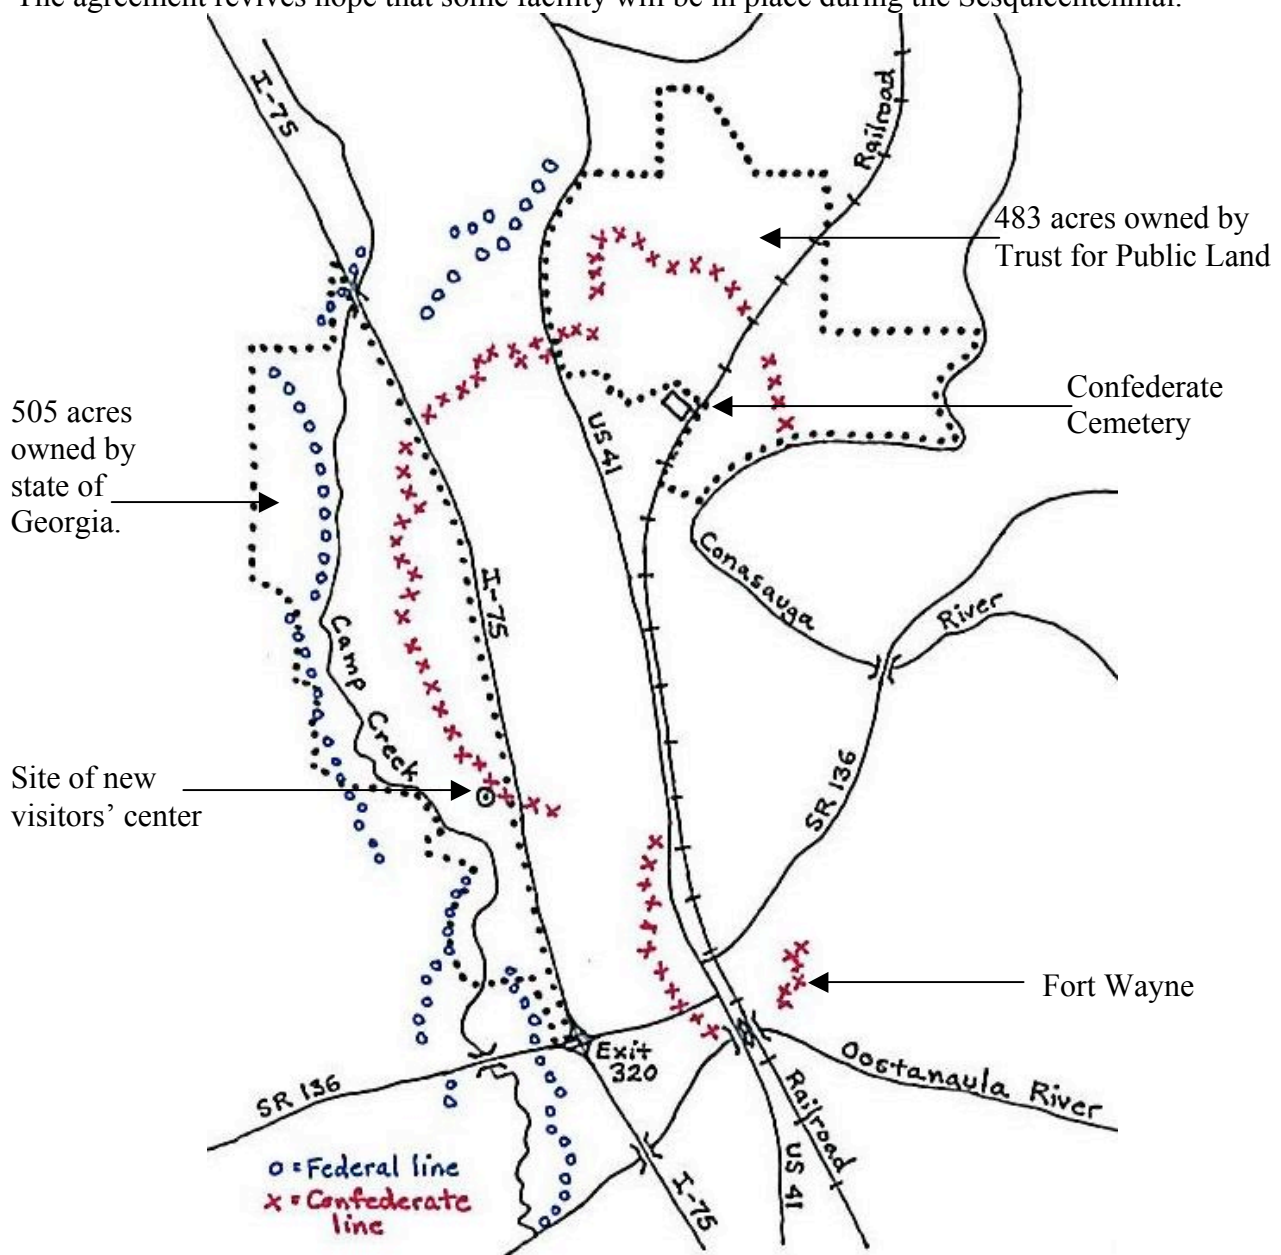 The agreement revives hope that some facility will be in place during the Sesquicentennial.
I-75
Railroad
483 acres owned by
Trust for Public Land
505 acres
owned by
state of
Georgia.
Confederate
Cemetery
US 41
I-75
Conasauga
River
Camp Creek
Site of new
visitors' center
SR 136
Fort Wayne
Exit
320
Oostanaula River
SR 136
Railroad
US 41
I-75
o = Federal line
x = Confederate
line